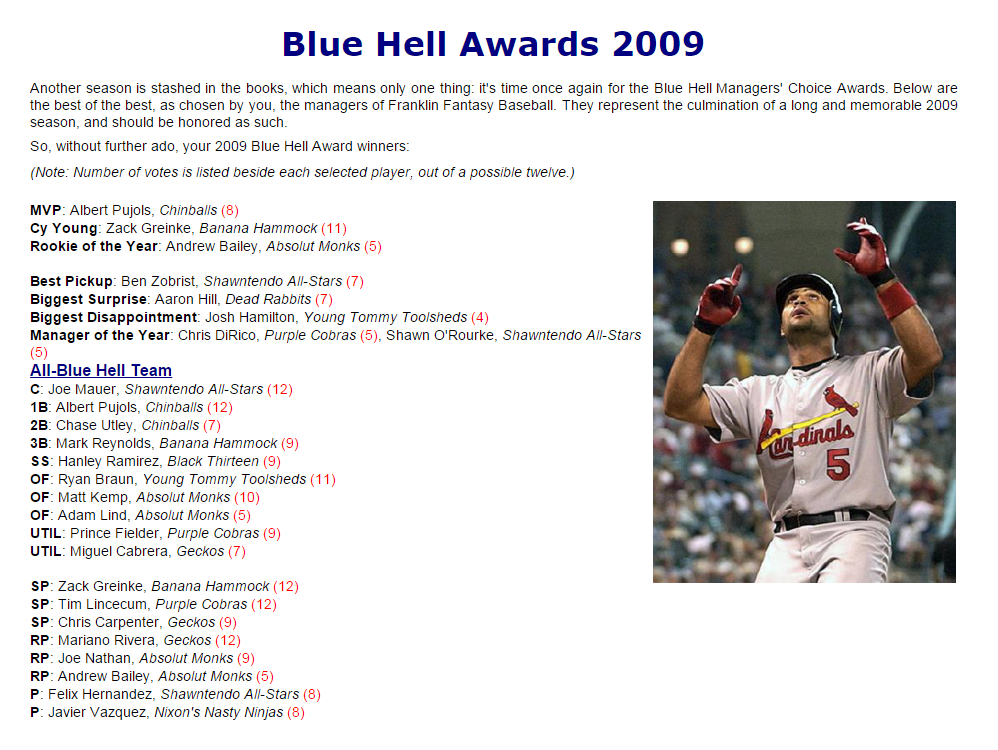 Blue Hell Awards 2009
Another season is stashed in the books, which means only one thing: it's time once again for the Blue Hell Managers' Choice Awards. Below are
the best of the best, as chosen by you, the managers of Franklin Fantasy Baseball. They represent the culmination of a long and memorable 2009
season, and should be honored as such.
So, without further ado, your 2009 Blue Hell Award winners:
(Note: Number of votes is listed beside each selected player, out of a possible twelve.)
MVP: Albert Pujols, Chinballs (8)
Cy Young: Zack Greinke, Banana Hammock (11)
Rookie of the Year: Andrew Bailey, Absolut Monks (5)
Best Pickup: Ben Zobrist, Shawntendo All-Stars (7)
Biggest Surprise: Aaron Hill, Dead Rabbits (7)
Biggest Disappointment: Josh Hamilton, Young Tommy Toolsheds (4)
Manager of the Year: Chris DiRico, Purple Cobras (5), Shawn O'Rourke, Shawntendo All-Stars
(5)
All-Blue Hell Team
C: Joe Mauer, Shawntendo All-Stars (12)
1B: Albert Pujols, Chinballs (12)
2B: Chase Utley, Chinballs (7)
3B: Mark Reynolds, Banana Hammock (9)
SS: Hanley Ramirez, Black Thirteen (9)
OF: Ryan Braun, Young Tommy Toolsheds (11)
OF: Matt Kemp, Absolut Monks (10)
OF: Adam Lind, Absolut Monks (5)
UTIL: Prince Fielder, Purple Cobras (9)
UTIL: Miguel Cabrera, Geckos (7)
SP: Zack Greinke, Banana Hammock (12)
SP: Tim Lincecum, Purple Cobras (12)
SP: Chris Carpenter, Geckos (9)
RP: Mariano Rivera, Geckos (12)
RP: Joe Nathan, Absolut Monks (9)
RP: Andrew Bailey, Absolut Monks (5)
P: Felix Hernandez, Shawntendo All-Stars (8)
P: Javier Vazquez, Nixon's Nasty Ninjas (8)
Cardinals
5